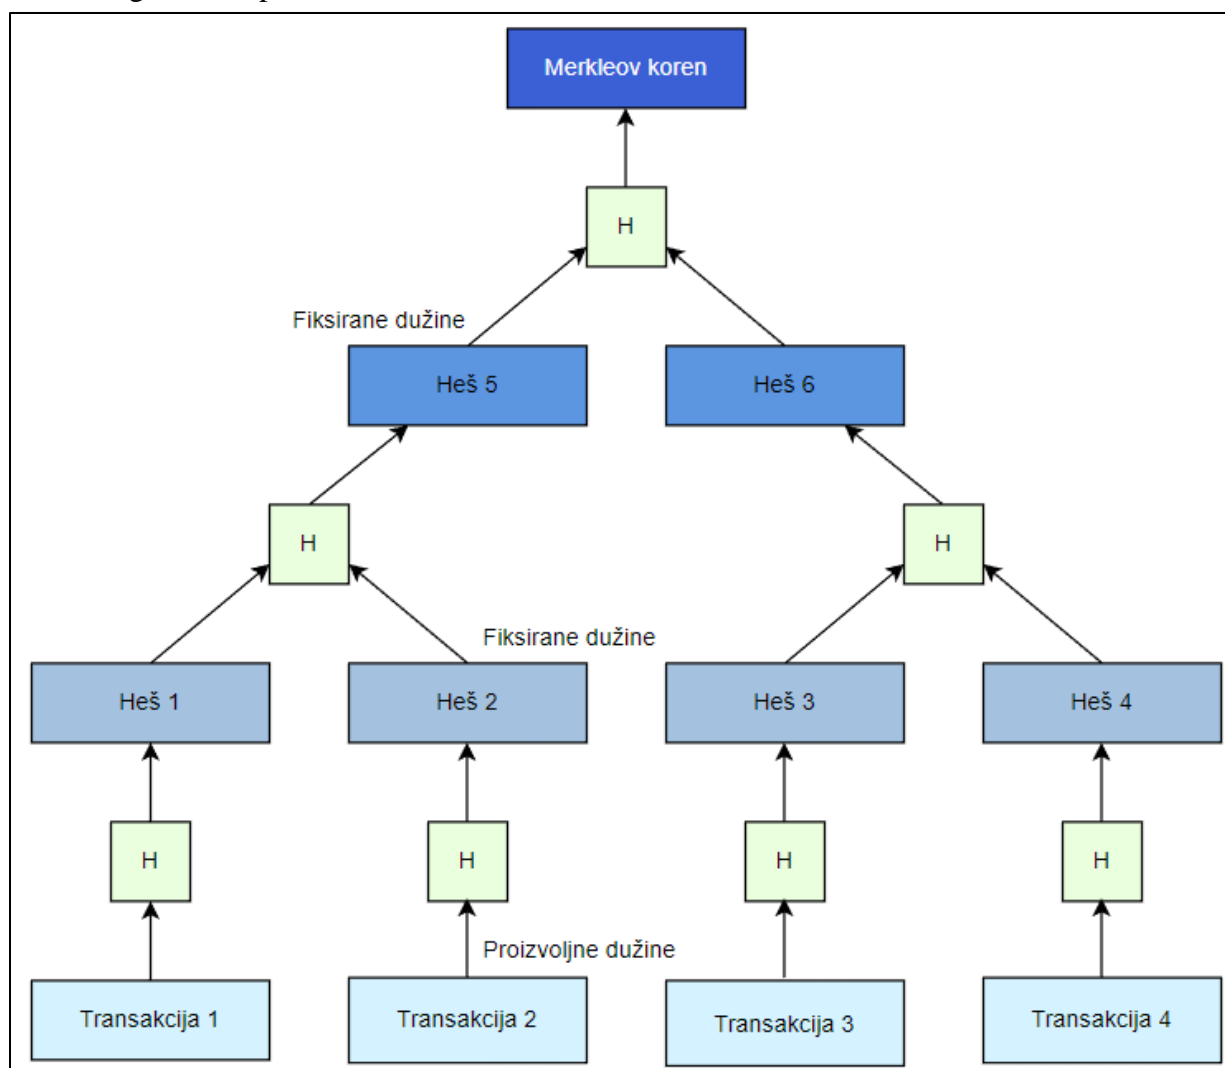 Merkleov koren
H
Fiksirane dužine
Heš 5
Heš 6
H
H
Fiksirane dužine
Heš 1
Heš 2
Heš 3
Heš 4
H
H
H
H
Proizvoljne dužine
Transakcija 1
Transakcija 2
Transakcija 3
Transakcija 4